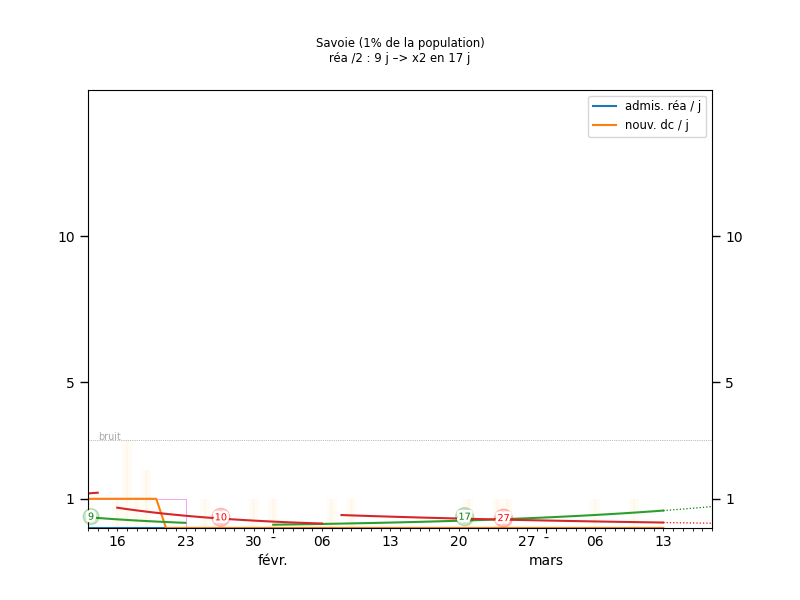 Savoie (1% de la population)
réa /2 : 9 j –> x2 en 17 j
admis. réa / j
nouv. dc / j
10 10
5 5
bruit
1 1
9 10 17 27
16 23 30 - 06 13 20 27 - 06 13
févr. mars